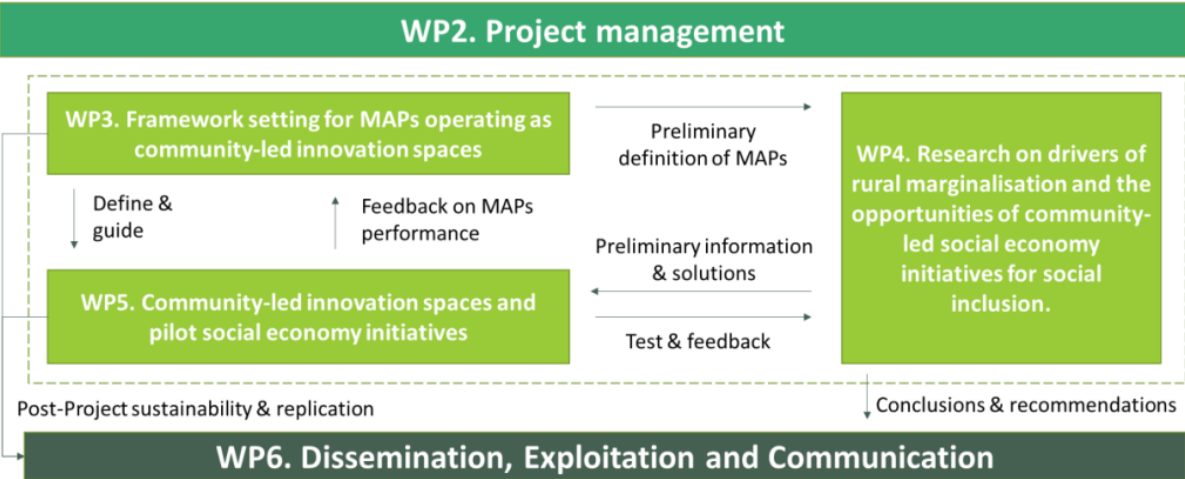 WP2. Project management
WP3. Framework setting for MAPs operating as
community-led innovation spaces
Preliminary
definition of MAPs
WP4. Research on drivers of
rural marginalisation and the
opportunities of community-
led social economy
initiatives for social
inclusion.
Define &
guide
Feedback on MAPs
performance
Preliminary information
& solutions
WP5. Community-led innovation spaces and
pilot social economy initiatives
Test & feedback
Post-Project sustainability & replication
Conclusions & recommendations
WP6. Dissemination, Exploitation and Communication